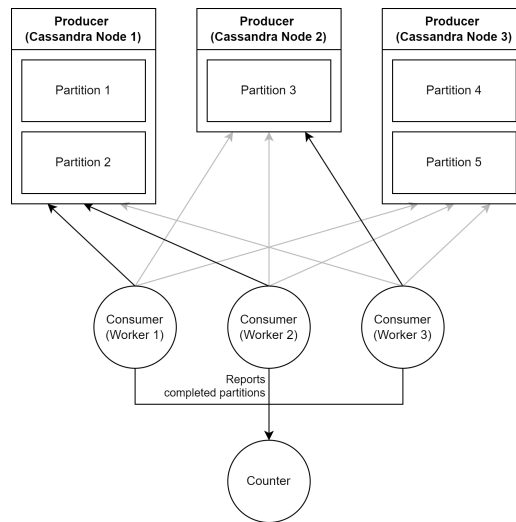 Producer
(Cassandra Node 1)
Partition 1
Partition 2
Producer
(Cassandra Node 2)
Partition 3
Producer
(Cassandra Node 3)
Partition 4
Partition 5
Consumer
(Worker 1)
Consumer
(Worker 2)
Consumer
(Worker 3)
Reports
completed partitions
Counter